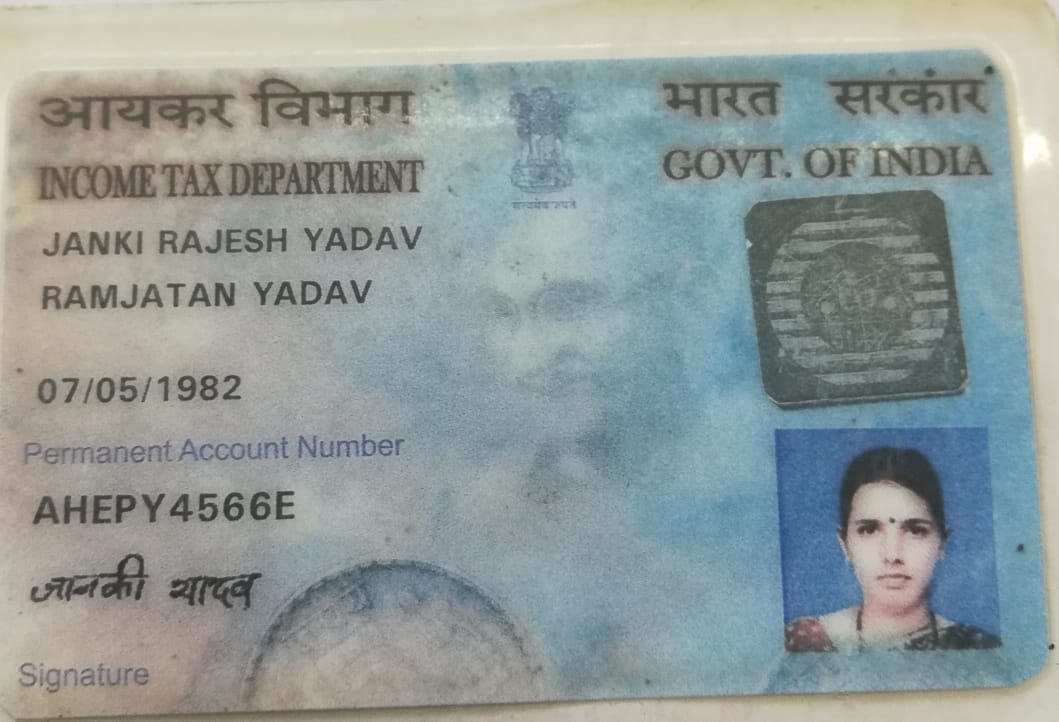 आयकर विभाग
भारत सरकार
INCOME TAX DEPARTMENT
GOVT. OF INDIA
सत्यमेव जयते
JANKI RAJESH YADAV
RAMJATAN YADAV
07/05/1982
Permanent Account Number
AHEPY4566E
जानकी यादव
Signature